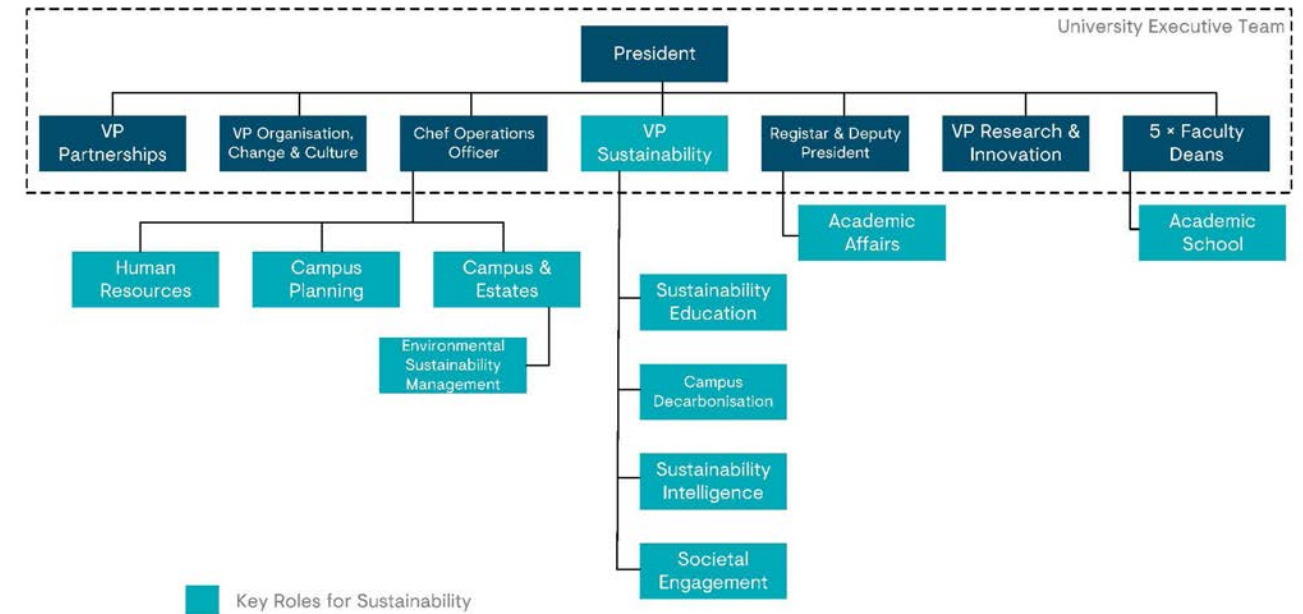 University Executive Team
President
VP
Partnerships
VP Organisation,
Change & Culture
Chef Operations
Officer
VP
Sustainability
Registar & Deputy
President
VP Research &
Innovation
5 × Faculty
Deans
Human
Resources
Campus
Planning
Campus &
Estates
Environmental
Sustainability
Management
Academic
Affairs
Academic
School
Sustainability
Education
Campus
Decarbonisation
Sustainability
Intelligence
Societal
Engagement
Key Roles for Sustainability